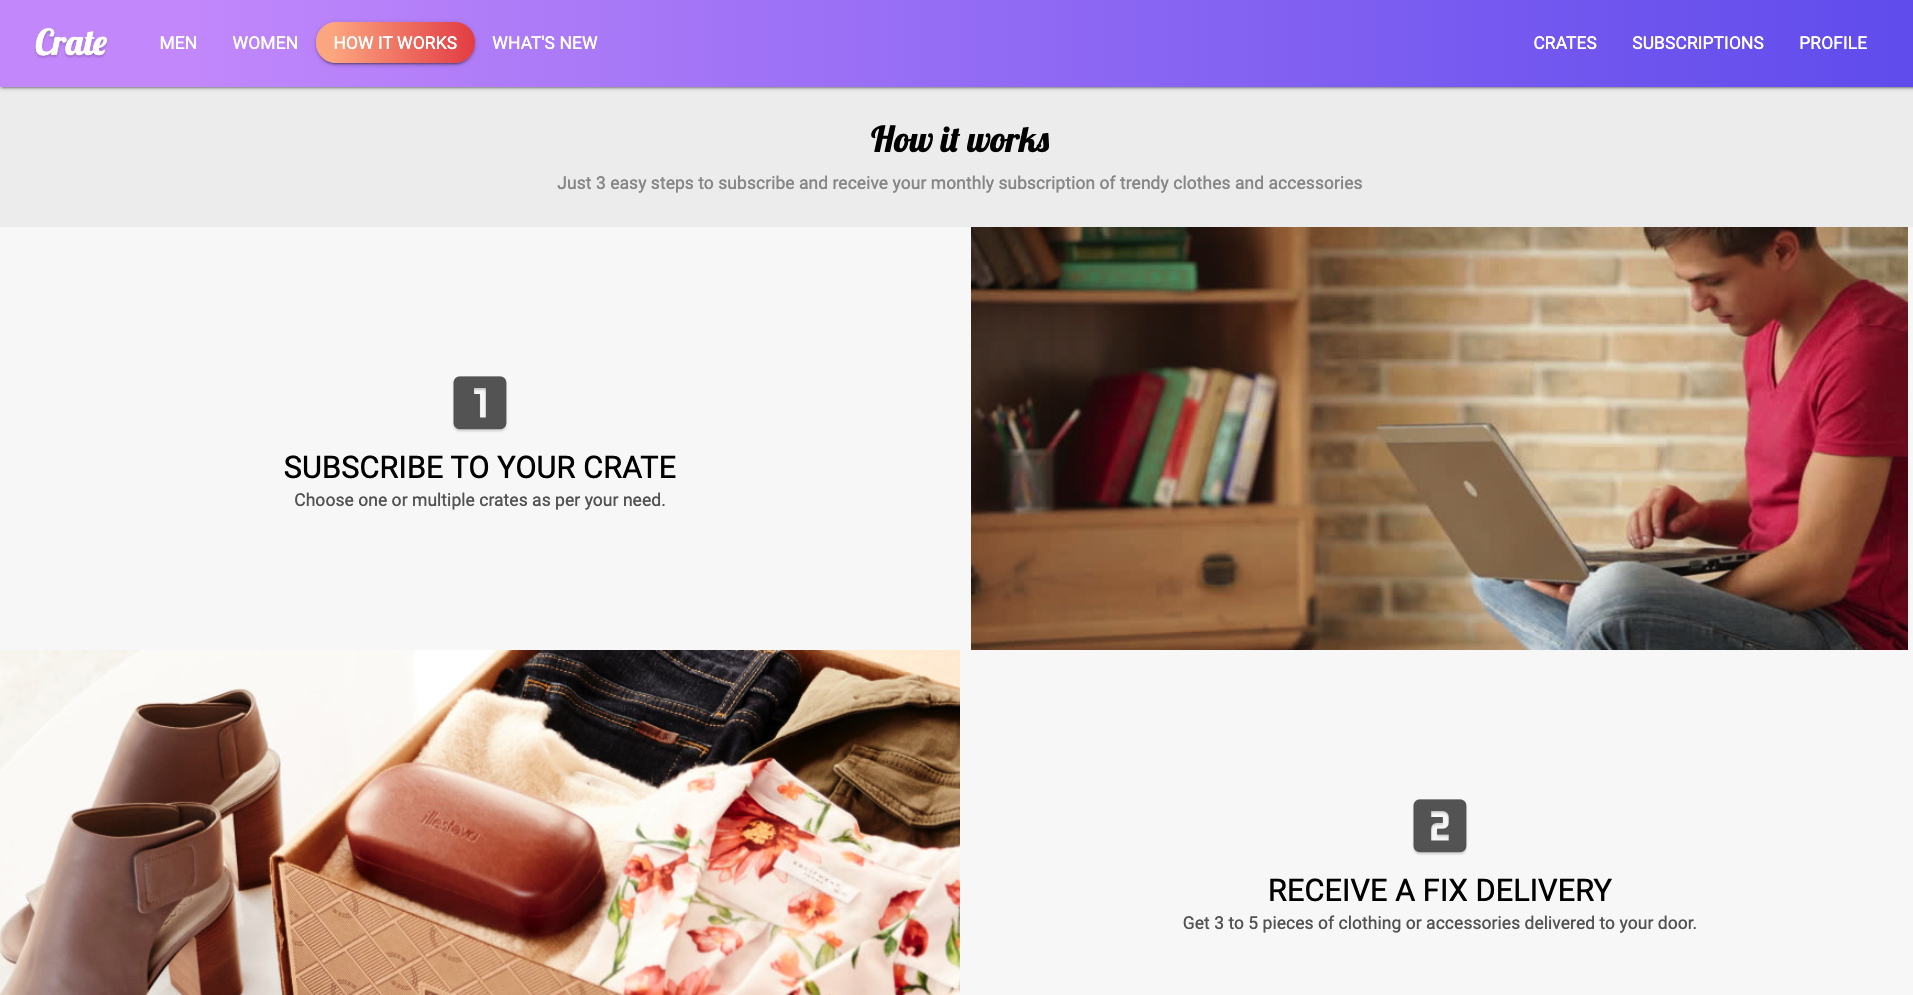 Crate
MEN
WOMEN
HOW IT WORKS
WHAT'S NEW
CRATES
SUBSCRIPTIONS
PROFILE
How it works
Just 3 easy steps to subscribe and receive your monthly subscription of trendy clothes and accessories
1
SUBSCRIBE TO YOUR CRATE
Choose one or multiple crates as per your need.
illesteva
2
RECEIVE A FIX DELIVERY
Get 3 to 5 pieces of clothing or accessories delivered to your door.